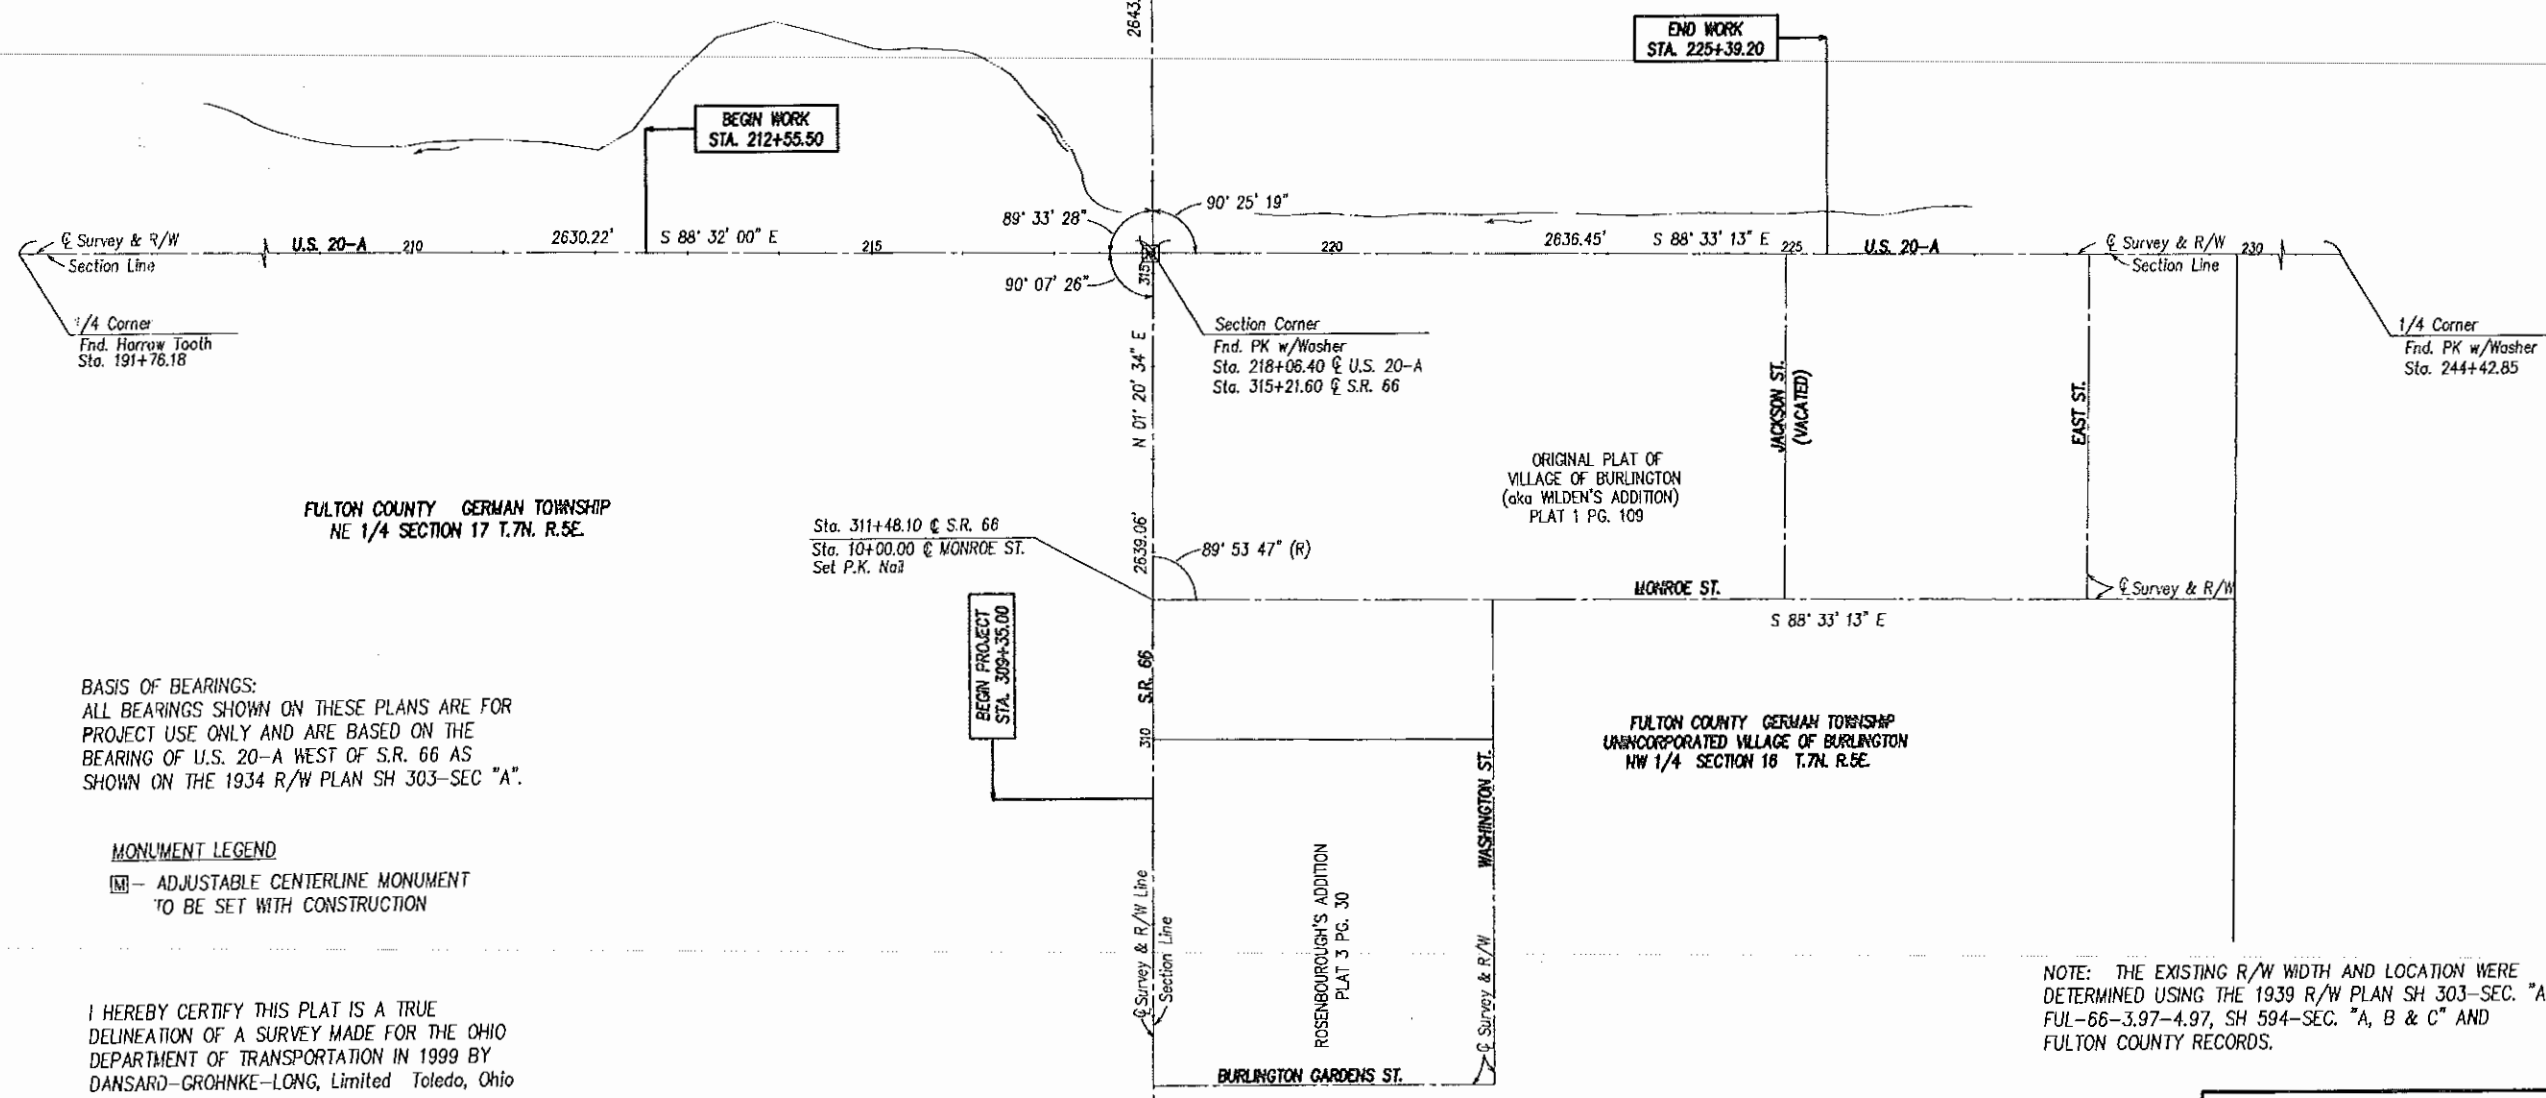 2643.
END WORK
STA. 225+39.20
BEGIN WORK
STA. 212+55.50
90° 25' 19"
89° 33' 28"
℄ Survey & R/W
Section Line
U.S. 20-A
210
2630.22'
S 88° 32' 00" E
215
220
2636.45'
S 88° 33' 13" E
225
U.S. 20-A
℄ Survey & R/W
Section Line
230
90° 07' 26"
315
1/4 Corner
Fnd. Harrow Tooth
Sta. 191+76.18
Section Corner
Fnd. PK w/Washer
Sta. 218+06.40 ℄ U.S. 20-A
Sta. 315+21.60 ℄ S.R. 66
1/4 Corner
Fnd. PK w/Washer
Sta. 244+42.85
N 01° 20' 34" E
JACKSON ST.
(VACATED)
EAST ST.
ORIGINAL PLAT OF
VILLAGE OF BURLINGTON
(aka WILDEN'S ADDITION)
PLAT 1 PG. 109
FULTON COUNTY GERMAN TOWNSHIP
NE 1/4 SECTION 17 T.7N. R.5E.
Sta. 311+48.10 ℄ S.R. 66
Sta. 10+00.00 ℄ MONROE ST.
Set P.K. Nail
2639.06'
89° 53' 47" (R)
MONROE ST.
℄ Survey & R/W
S 88° 33' 13" E
BEGIN PROJECT
STA. 309+35.00
S.R. 66
310
BASIS OF BEARINGS:
ALL BEARINGS SHOWN ON THESE PLANS ARE FOR
PROJECT USE ONLY AND ARE BASED ON THE
BEARING OF U.S. 20-A WEST OF S.R. 66 AS
SHOWN ON THE 1934 R/W PLAN SH 303-SEC "A".
FULTON COUNTY GERMAN TOWNSHIP
UNINCORPORATED VILLAGE OF BURLINGTON
NW 1/4 SECTION 16 T.7N. R.5E.
WASHINGTON ST.
MONUMENT LEGEND
M - ADJUSTABLE CENTERLINE MONUMENT
TO BE SET WITH CONSTRUCTION
℄ Survey & R/W Line
Section Line
ROSENBOUROUGH'S ADDITION
PLAT 3 PG. 30
℄ Survey & R/W
BURLINGTON GARDENS ST.
I HEREBY CERTIFY THIS PLAT IS A TRUE
DELINEATION OF A SURVEY MADE FOR THE OHIO
DEPARTMENT OF TRANSPORTATION IN 1999 BY
DANSARD-GROHNKE-LONG, Limited Toledo, Ohio
NOTE: THE EXISTING R/W WIDTH AND LOCATION WERE
DETERMINED USING THE 1939 R/W PLAN SH 303-SEC. "A
FUL-66-3.97-4.97, SH 594-SEC. "A, B & C" AND
FULTON COUNTY RECORDS.